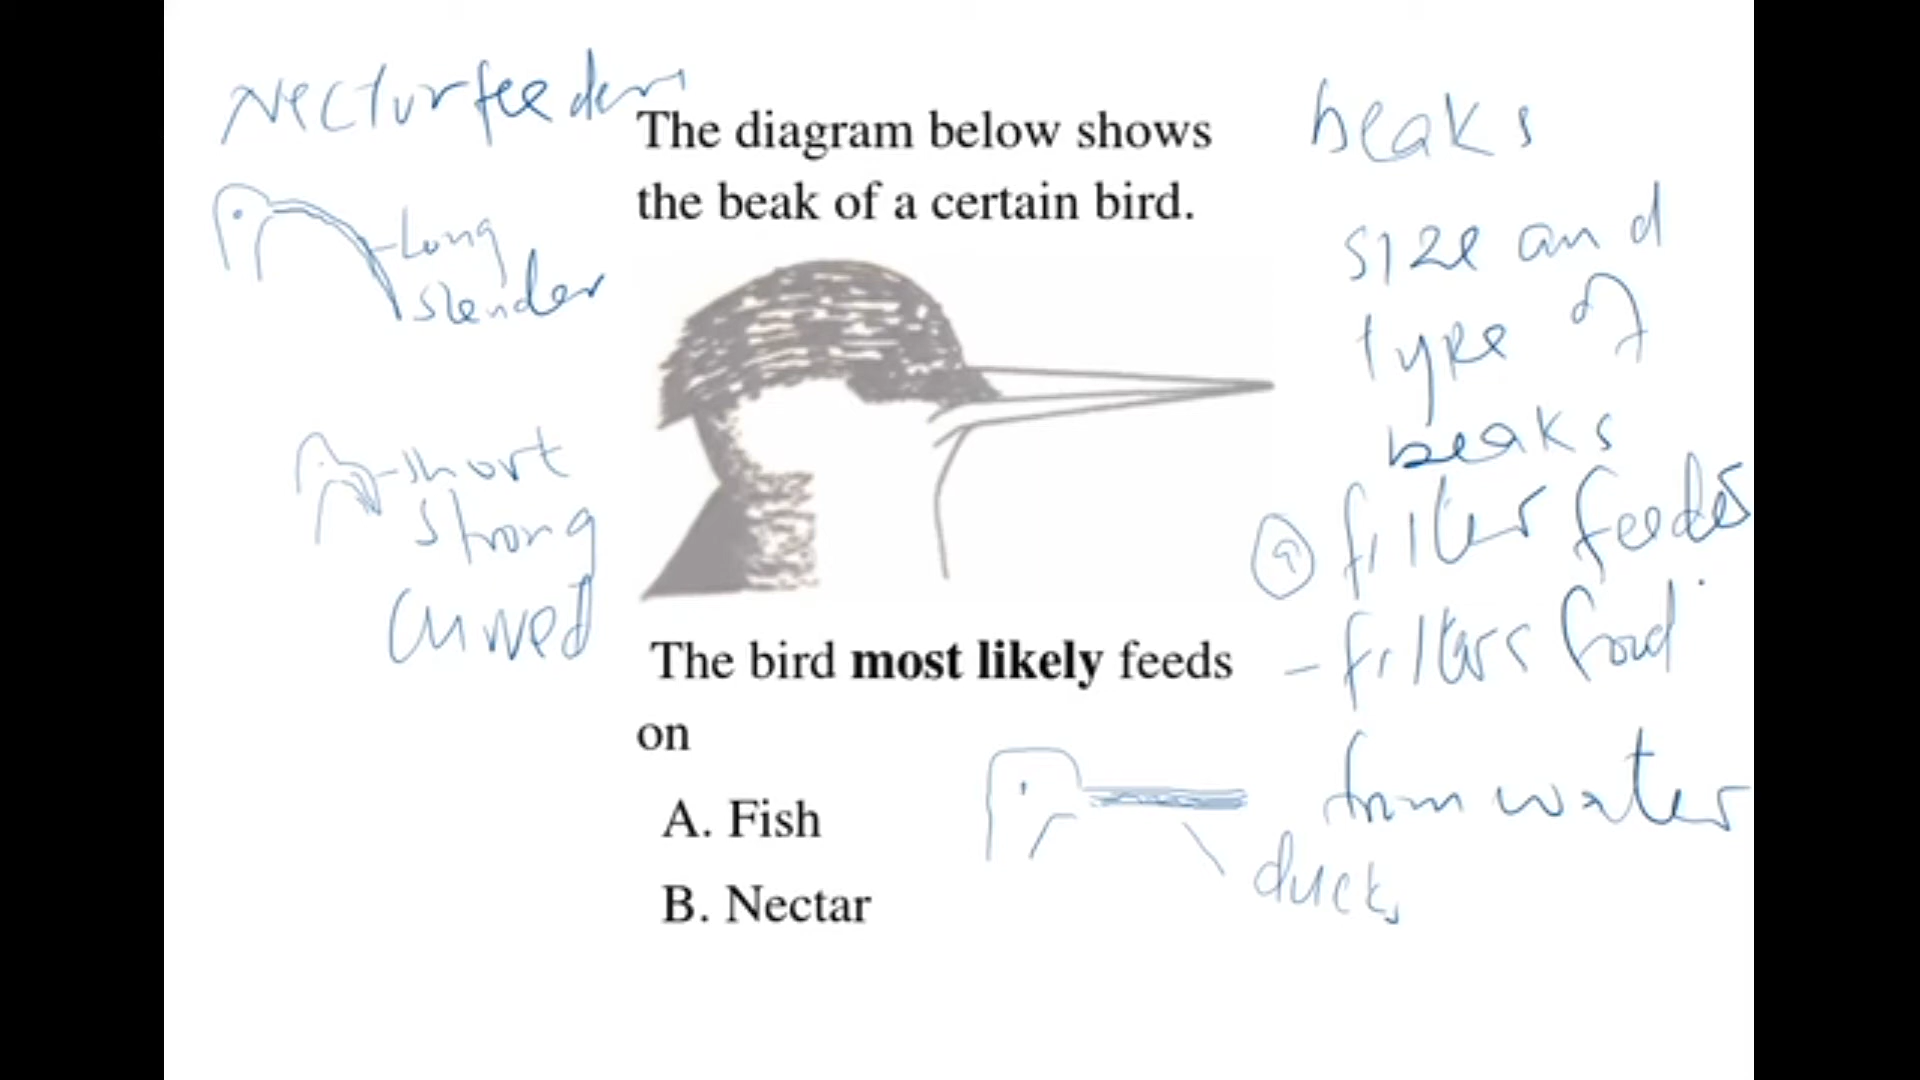 Necturfeeders
The diagram below shows
the beak of a certain bird.
-Long
slender
-short
strong
curved
The bird most likely feeds
on
A. Fish
B. Nectar
beaks
size and
type of
beaks
filter feeders
- filters food
from water
ducks